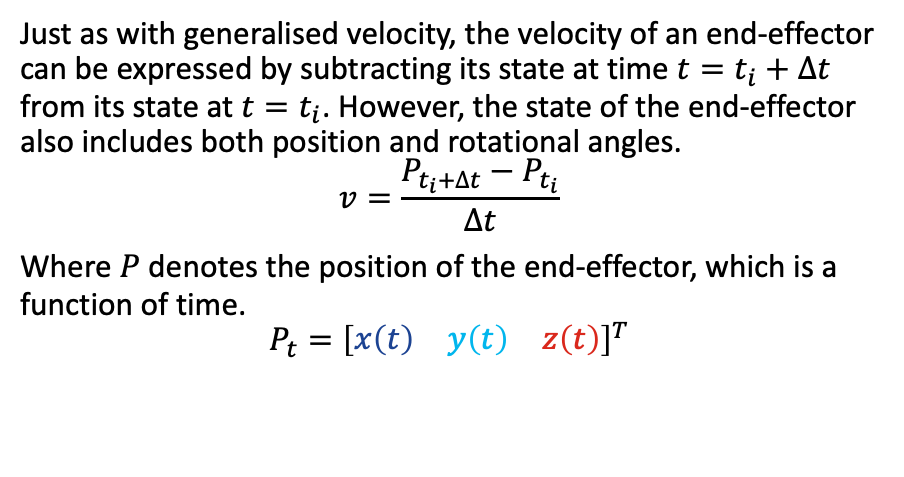 Just as with generalised velocity, the velocity of an end-effector
can be expressed by subtracting its state at time t = tᵢ + Δt
from its state at t = tᵢ. However, the state of the end-effector
also includes both position and rotational angles.
v = (P_{tᵢ+Δt} − P_{tᵢ}) / Δt
Where P denotes the position of the end-effector, which is a
function of time.
Pₜ = [x(t) y(t) z(t)]ᵀ